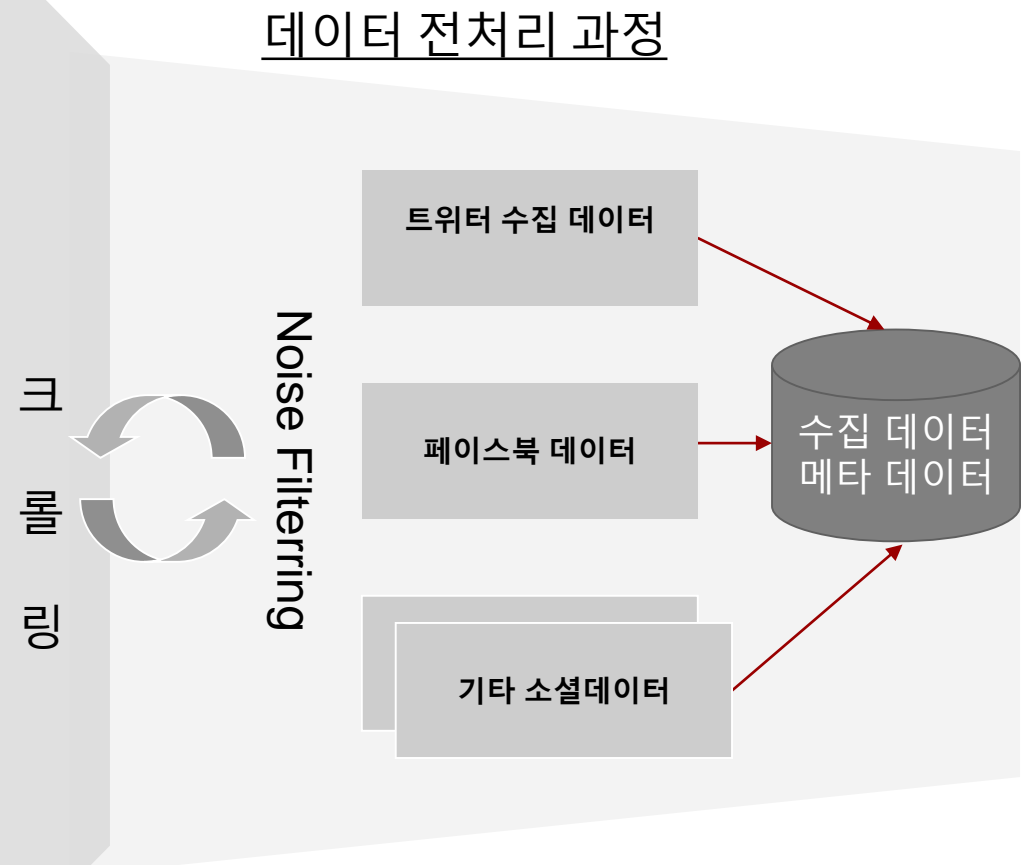 데이터 전처리 과정
크
롤
링
Noise Filterring
트위터 수집 데이터
페이스북 데이터
기타 소셜데이터
수집 데이터
메타 데이터